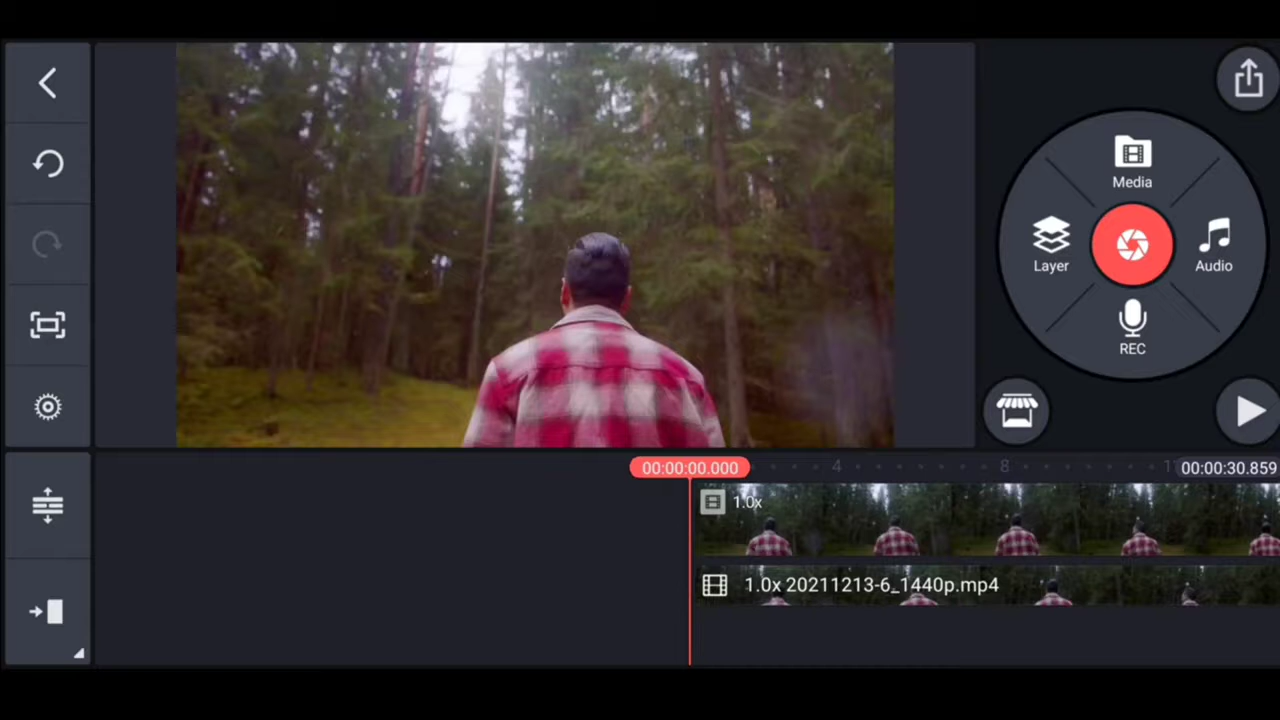 Media
Layer
Audio
REC
00:00:00.000
4
8
00:00:30.859
1.0x
1.0x 20211213-6_1440p.mp4